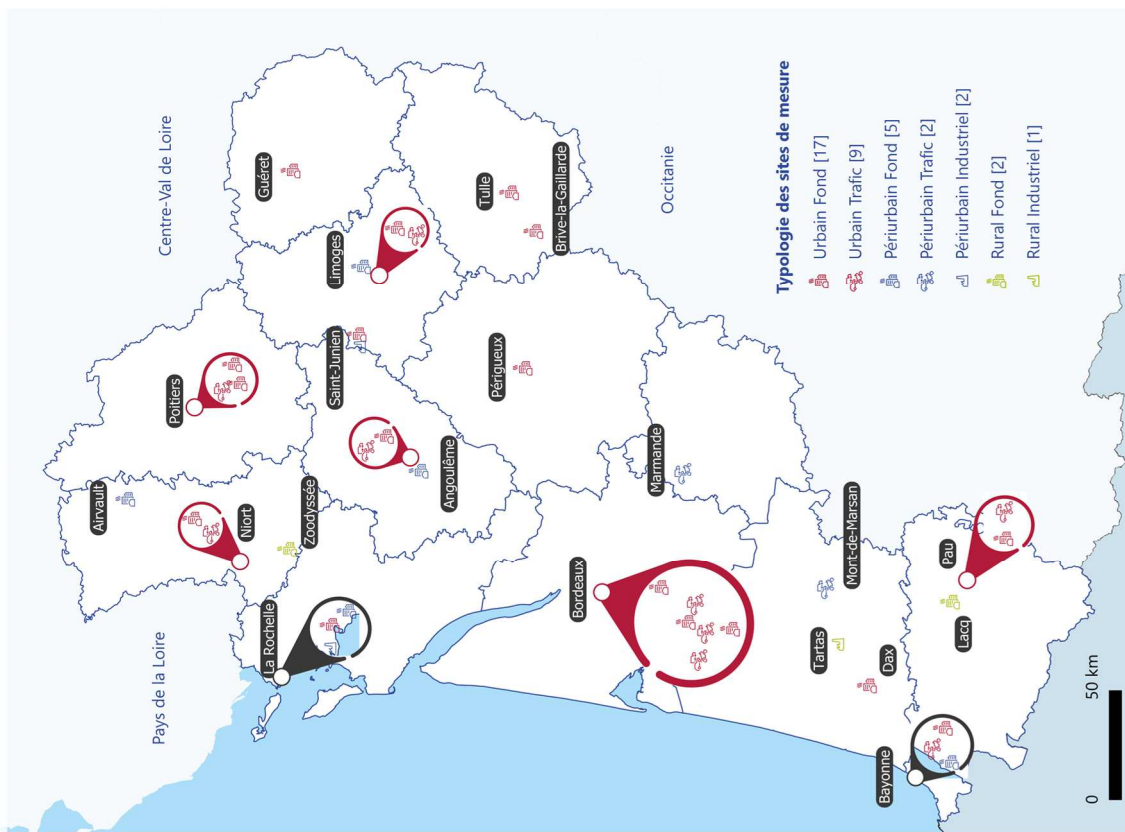 Pays de la Loire
Centre-Val de Loire
Occitanie
Airvault
Niort
Zoodyssée
La Rochelle
Poitiers
Guéret
Limoges
Saint-Junien
Angoulême
Tulle
Brive-la-Gaillarde
Périgueux
Bordeaux
Marmande
Mont-de-Marsan
Tartas
Dax
Bayonne
Lacq
Pau
Typologie des sites de mesure
Urbain Fond [17]
Urbain Trafic [9]
Périurbain Fond [5]
Périurbain Trafic [2]
Périurbain Industriel [2]
Rural Fond [2]
Rural Industriel [1]
0 50 km